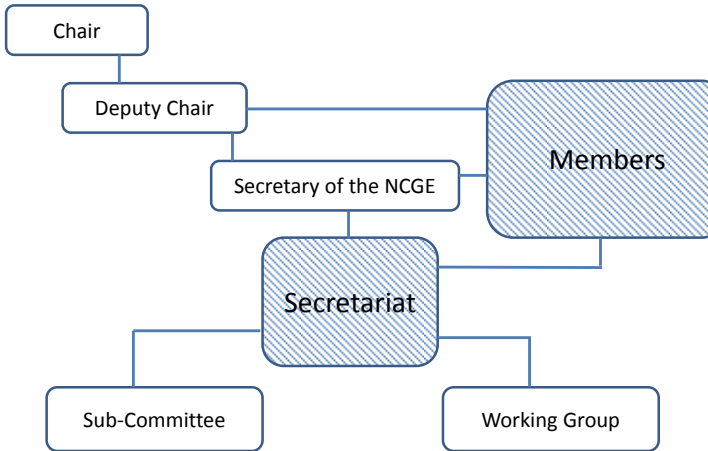 Chair
Deputy Chair
Members
Secretary of the NCGE
Secretariat
Sub-Committee
Working Group